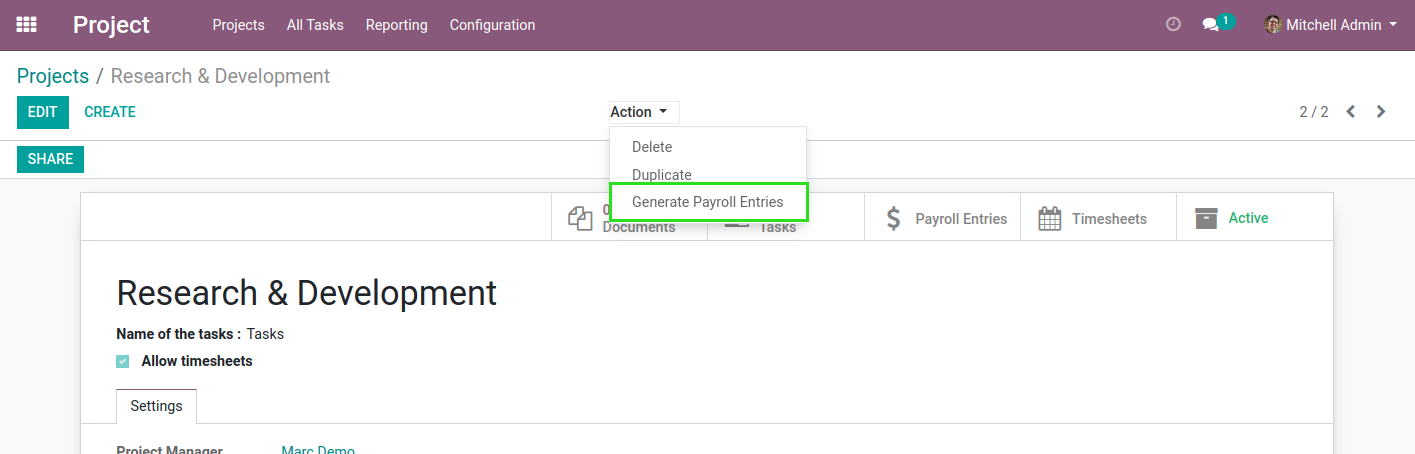 Project Projects All Tasks Reporting Configuration 1 Mitchell Admin
Projects / Research & Development
EDIT CREATE Action 2 / 2
SHARE
Delete
Duplicate
Generate Payroll Entries
0
Documents
Tasks
Payroll Entries
Timesheets
Active
Research & Development
Name of the tasks : Tasks
Allow timesheets
Settings
Project Manager Marc Demo